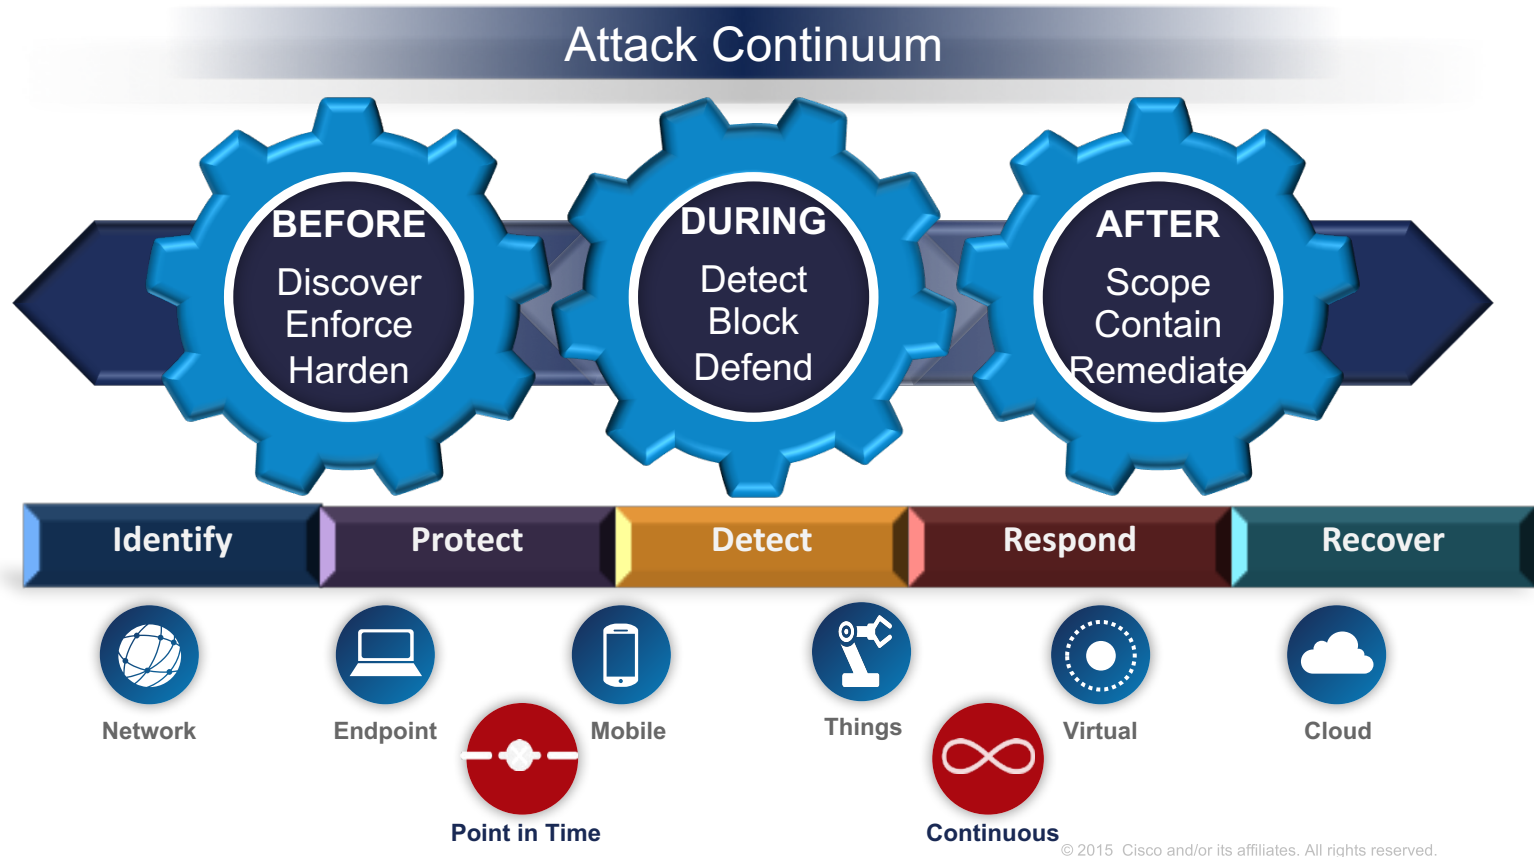 Attack Continuum
BEFORE
Discover
Enforce
Harden
DURING
Detect
Block
Defend
AFTER
Scope
Contain
Remediate
Identify
Protect
Detect
Respond
Recover
Network
Endpoint
Mobile
Things
Virtual
Cloud
Point in Time
Continuous
© 2015 Cisco and/or its affiliates. All rights reserved.